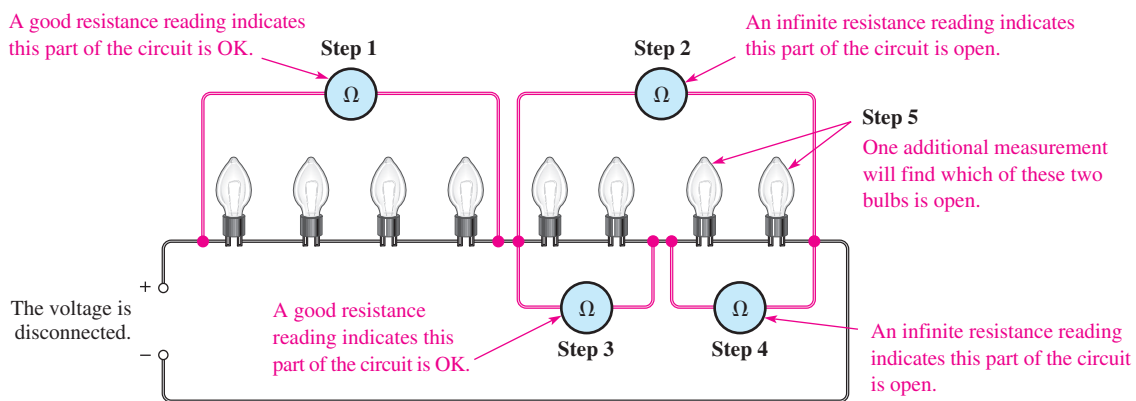 A good resistance reading indicates
this part of the circuit is OK.
Step 1
Ω
Step 2
Ω
An infinite resistance reading indicates
this part of the circuit is open.
Step 5
One additional measurement
will find which of these two
bulbs is open.
+
The voltage is
disconnected.
−
A good resistance
reading indicates this
part of the circuit is OK.
Ω
Step 3
Ω
Step 4
An infinite resistance reading
indicates this part of the circuit
is open.